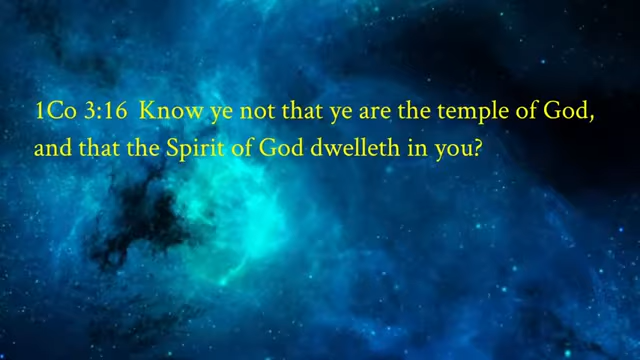 1Co 3:16  Know ye not that ye are the temple of God,
and that the Spirit of God dwelleth in you?